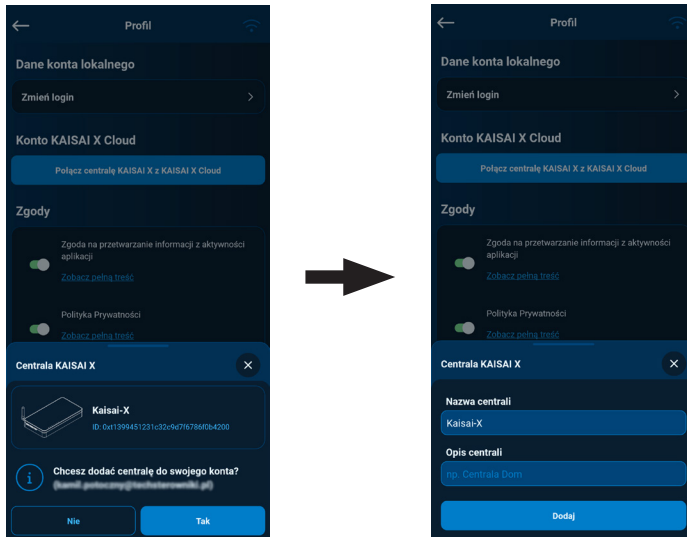 Profil
Dane konta lokalnego
Zmień login
Konto KAISAI X Cloud
Połącz centralę KAISAI X z KAISAI X Cloud
Zgody
Zgoda na przetwarzanie informacji z aktywności
aplikacji
Zobacz pełną treść
Polityka Prywatności
Zobacz pełną treść
Centrala KAISAI X
Kaisai-X
ID: 0xt1399451231c32c9d7f6786f0b4200
Chcesz dodać centralę do swojego konta?
Nie
Tak
Profil
Dane konta lokalnego
Zmień login
Konto KAISAI X Cloud
Połącz centralę KAISAI X z KAISAI X Cloud
Zgody
Zgoda na przetwarzanie informacji z aktywności
aplikacji
Zobacz pełną treść
Polityka Prywatności
Zobacz pełną treść
Centrala KAISAI X
Nazwa centrali
Kaisai-X
Opis centrali
np. Centrala Dom
Dodaj